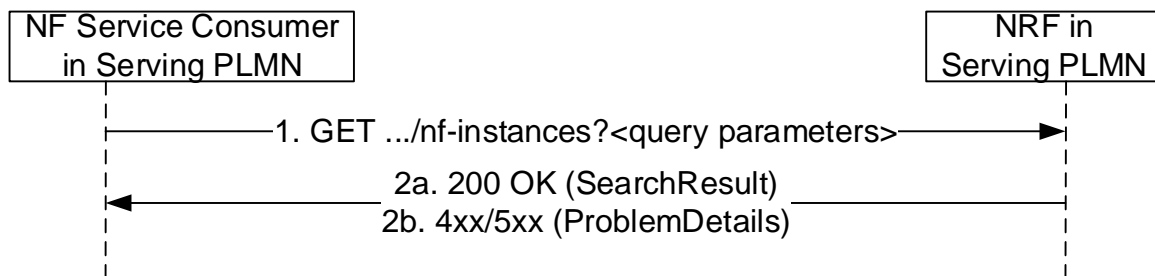 NF Service Consumer
in Serving PLMN
NRF in
Serving PLMN
1. GET .../nf-instances?<query parameters>
2a. 200 OK (SearchResult)
2b. 4xx/5xx (ProblemDetails)